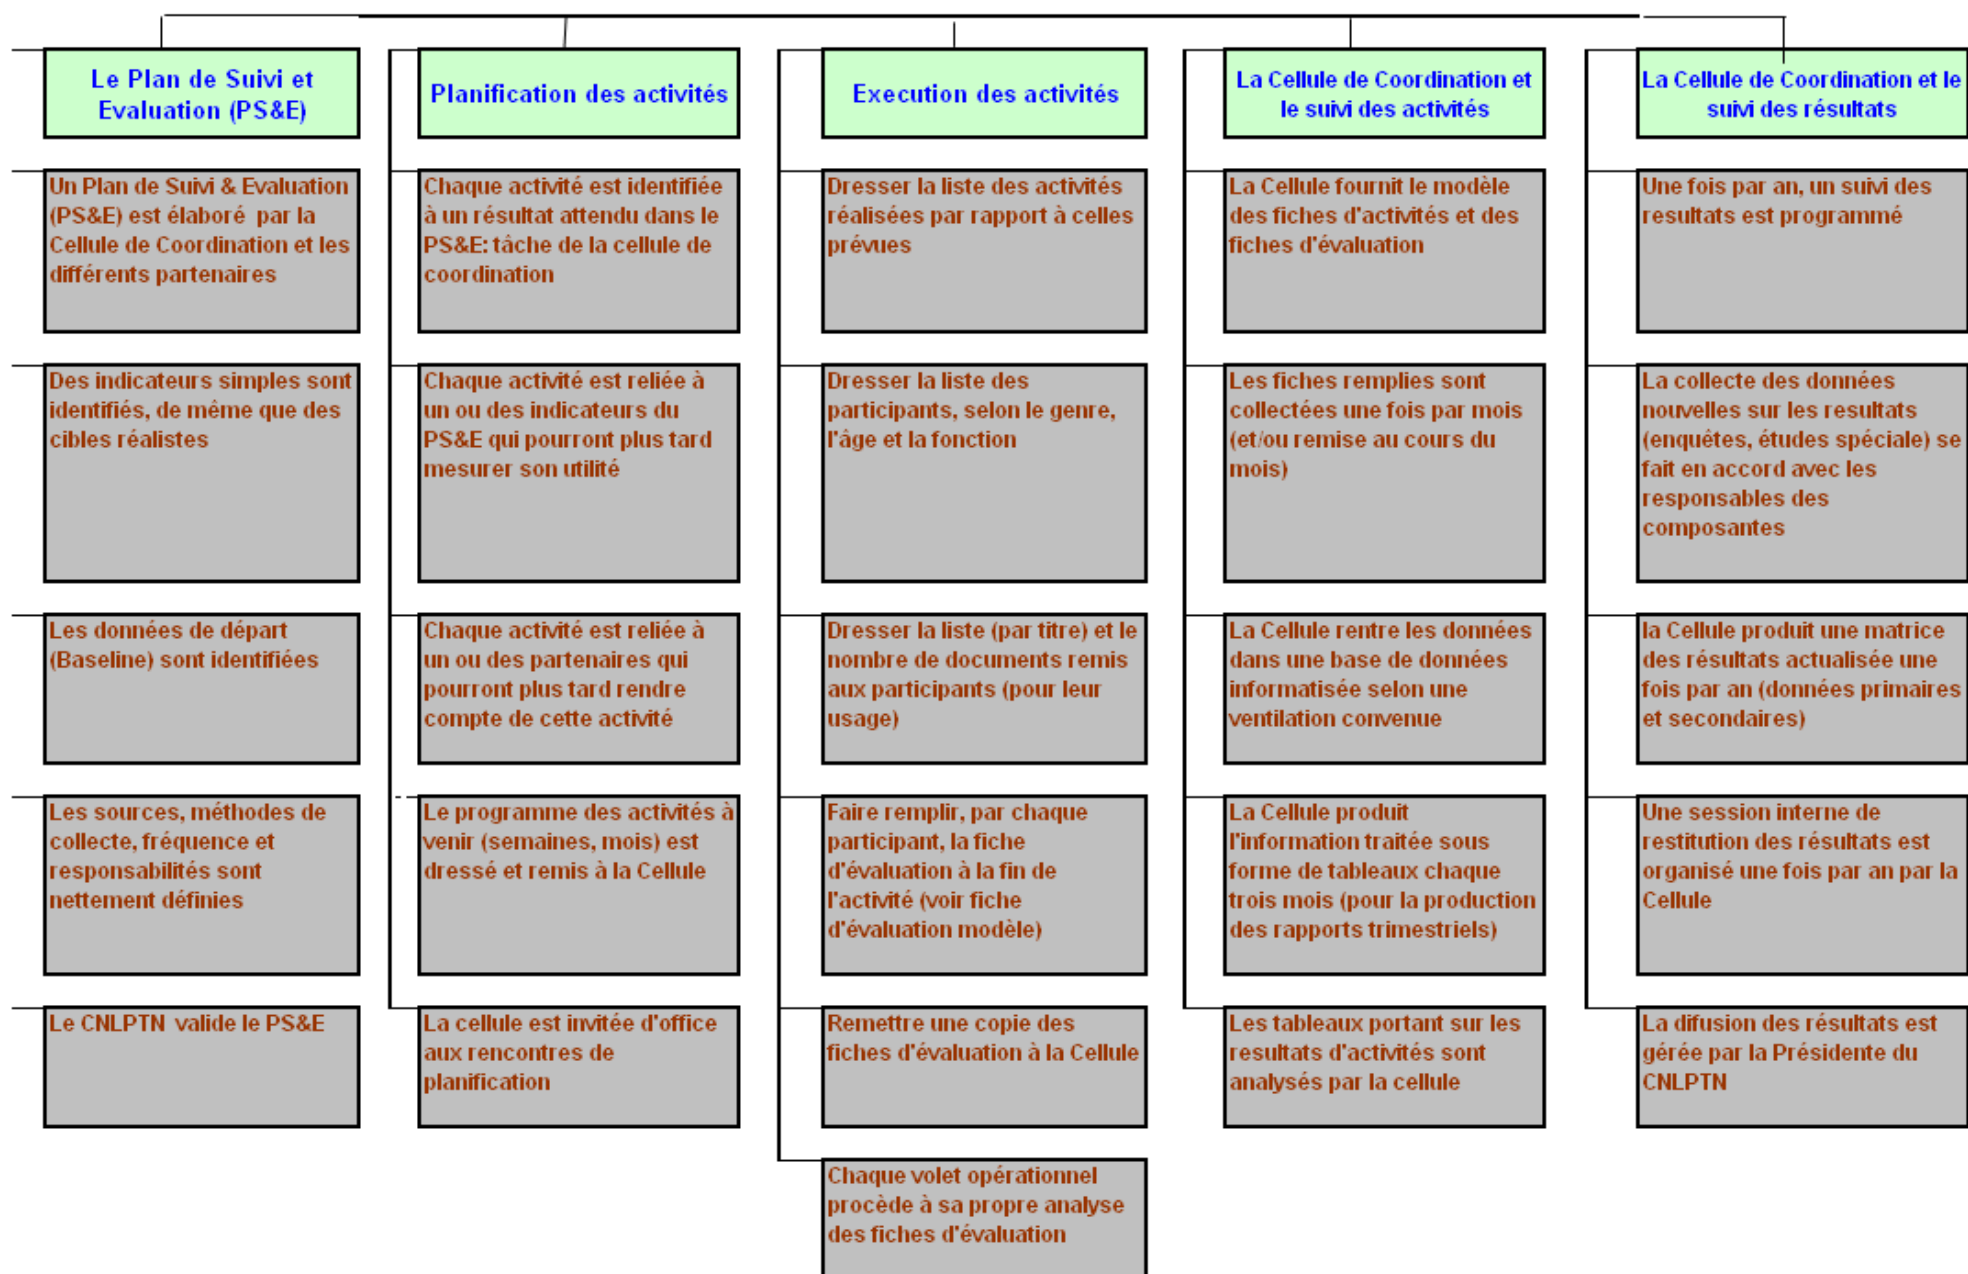 Le Plan de Suivi et
Evaluation (PS&E)
Un Plan de Suivi & Evaluation
(PS&E) est élaboré par la
Cellule de Coordination et les
différents partenaires
Des indicateurs simples sont
identifiés, de même que des
cibles réalistes
Les données de départ
(Baseline) sont identifiées
Les sources, méthodes de
collecte, fréquence et
responsabilités sont
nettement définies
Le CNLPTN valide le PS&E
Planification des activités
Chaque activité est identifiée
à un résultat attendu dans le
PS&E: tâche de la cellule de
coordination
Chaque activité est reliée à
un ou des indicateurs du
PS&E qui pourront plus tard
mesurer son utilité
Chaque activité est reliée à
un ou des partenaires qui
pourront plus tard rendre
compte de cette activité
Le programme des activités à
venir (semaines, mois) est
dressé et remis à la Cellule
La cellule est invitée d'office
aux rencontres de
planification
Execution des activités
Dresser la liste des activités
réalisées par rapport à celles
prévues
Dresser la liste des
participants, selon le genre,
l'âge et la fonction
Dresser la liste (par titre) et le
nombre de documents remis
aux participants (pour leur
usage)
Faire remplir, par chaque
participant, la fiche
d'évaluation à la fin de
l'activité (voir fiche
d'évaluation modèle)
Remettre une copie des
fiches d'évaluation à la Cellule
Chaque volet opérationnel
procède à sa propre analyse
des fiches d'évaluation
La Cellule de Coordination et
le suivi des activités
La Cellule fournit le modèle
des fiches d'activités et des
fiches d'évaluation
Les fiches remplies sont
collectées une fois par mois
(et/ou remise au cours du
mois)
La Cellule rentre les données
dans une base de données
informatisée selon une
ventilation convenue
La Cellule produit
l'information traitée sous
forme de tableaux chaque
trois mois (pour la production
des rapports trimestriels)
Les tableaux portant sur les
resultats d'activités sont
analysés par la cellule
La Cellule de Coordination et le
suivi des résultats
Une fois par an, un suivi des
resultats est programmé
La collecte des données
nouvelles sur les resultats
(enquêtes, études spéciale) se
fait en accord avec les
responsables des
composantes
la Cellule produit une matrice
des résultats actualisée une
fois par an (données primaires
et secondaires)
Une session interne de
restitution des résultats est
organisé une fois par an par la
Cellule
La difusion des résultats est
gérée par la Présidente du
CNLPTN